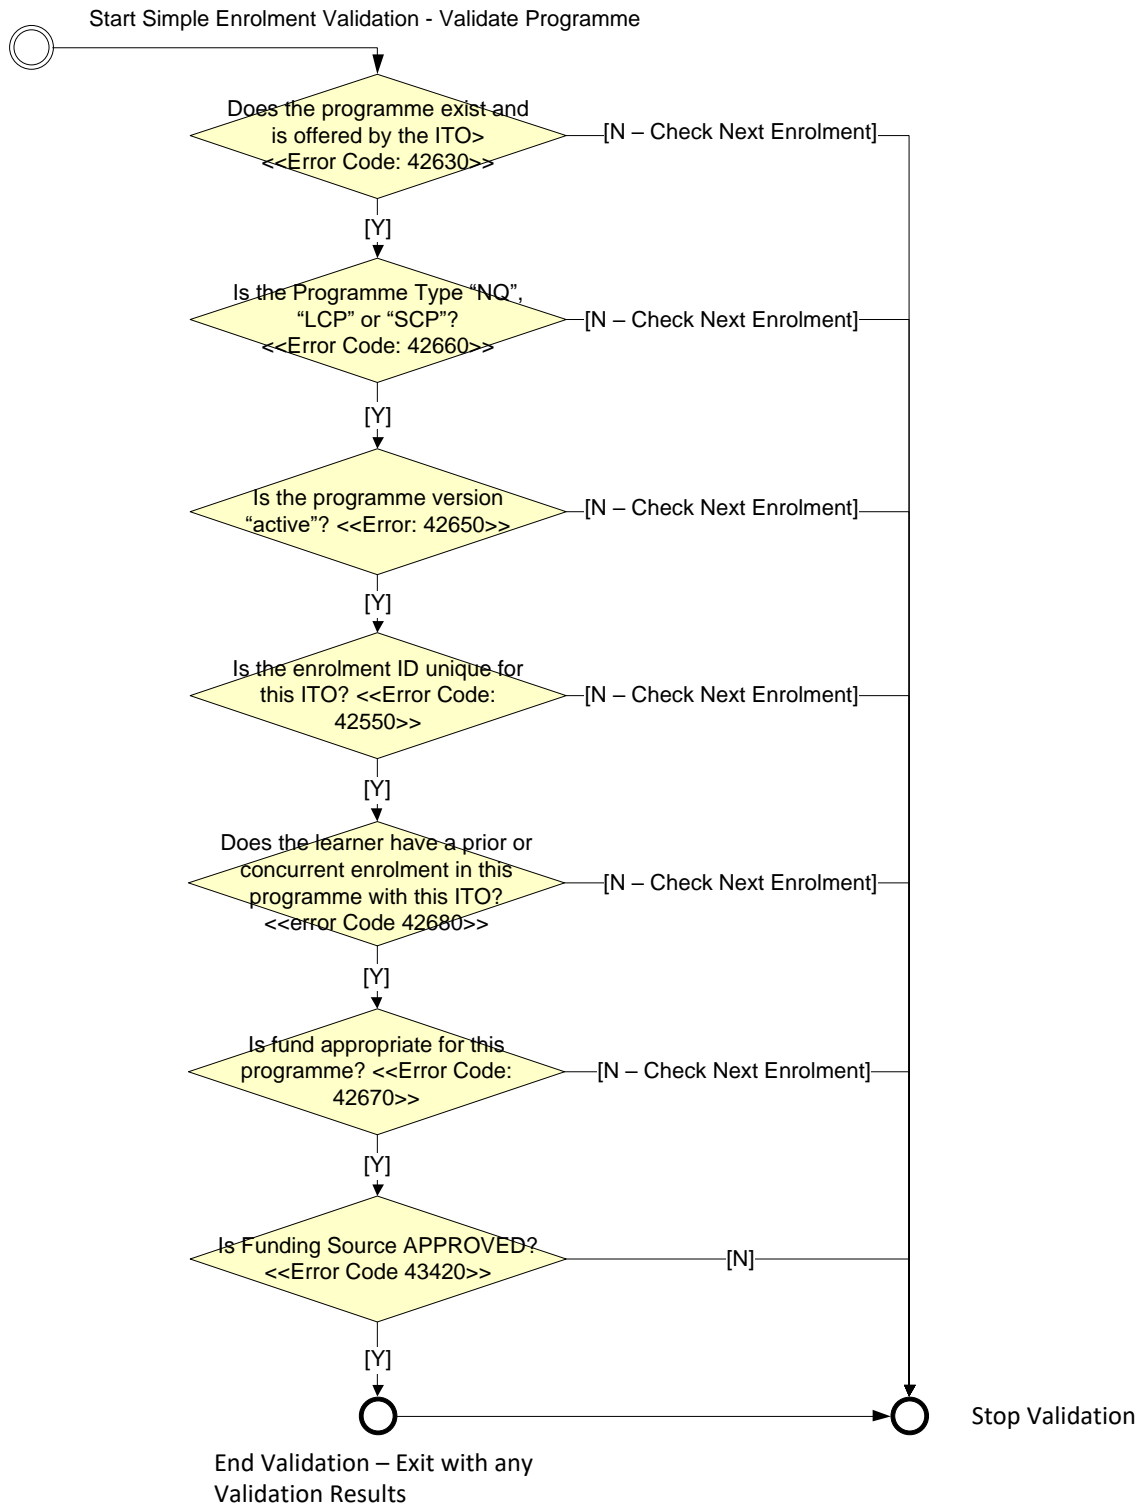 Start Simple Enrolment Validation - Validate Programme
Does the programme exist and
is offered by the ITO>
<<Error Code: 42630>>
[N – Check Next Enrolment]
[Y]
Is the Programme Type “NQ”,
“LCP” or “SCP”?
<<Error Code: 42660>>
[N – Check Next Enrolment]
[Y]
Is the programme version
“active”? <<Error: 42650>>
[N – Check Next Enrolment]
[Y]
Is the enrolment ID unique for
this ITO? <<Error Code:
42550>>
[N – Check Next Enrolment]
[Y]
Does the learner have a prior or
concurrent enrolment in this
programme with this ITO?
<<error Code 42680>>
[N – Check Next Enrolment]
[Y]
Is fund appropriate for this
programme? <<Error Code:
42670>>
[N – Check Next Enrolment]
[Y]
Is Funding Source APPROVED?
<<Error Code 43420>>
[N]
[Y]
Stop Validation
End Validation – Exit with any
Validation Results